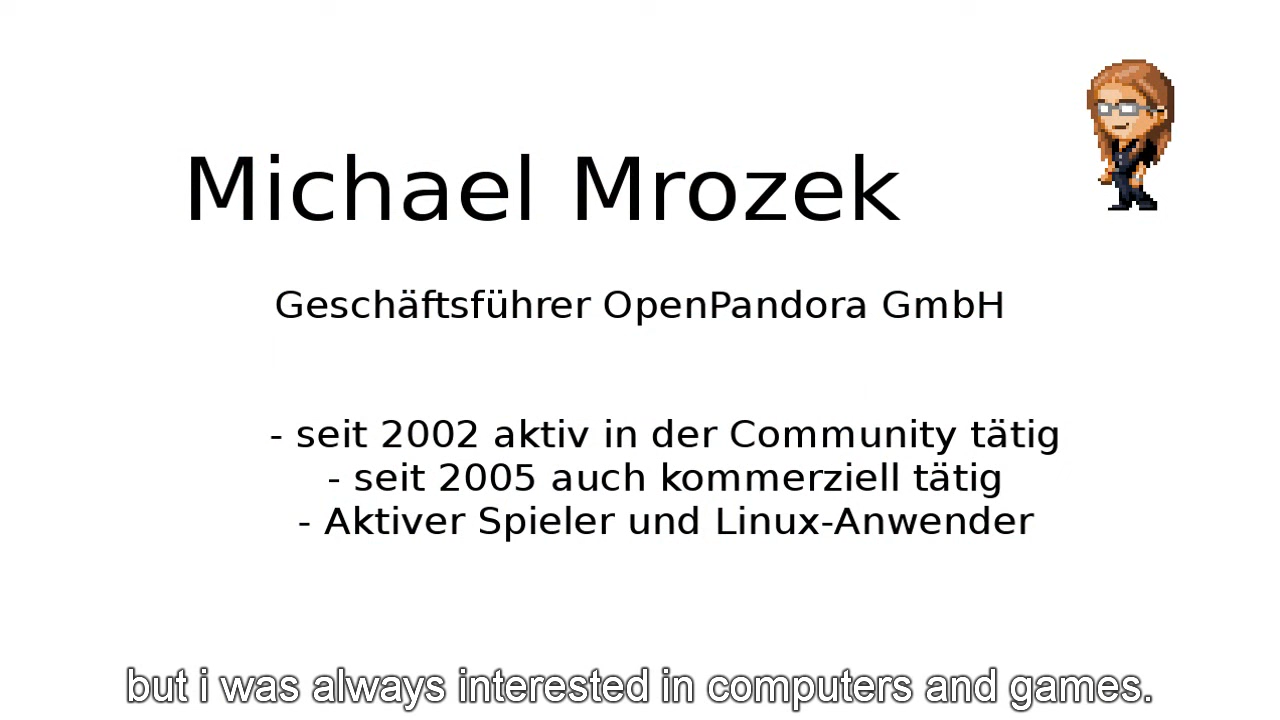 Michael Mrozek
Geschäftsführer OpenPandora GmbH
- seit 2002 aktiv in der Community tätig
- seit 2005 auch kommerziell tätig
- Aktiver Spieler und Linux-Anwender
but i was always interested in computers and games.